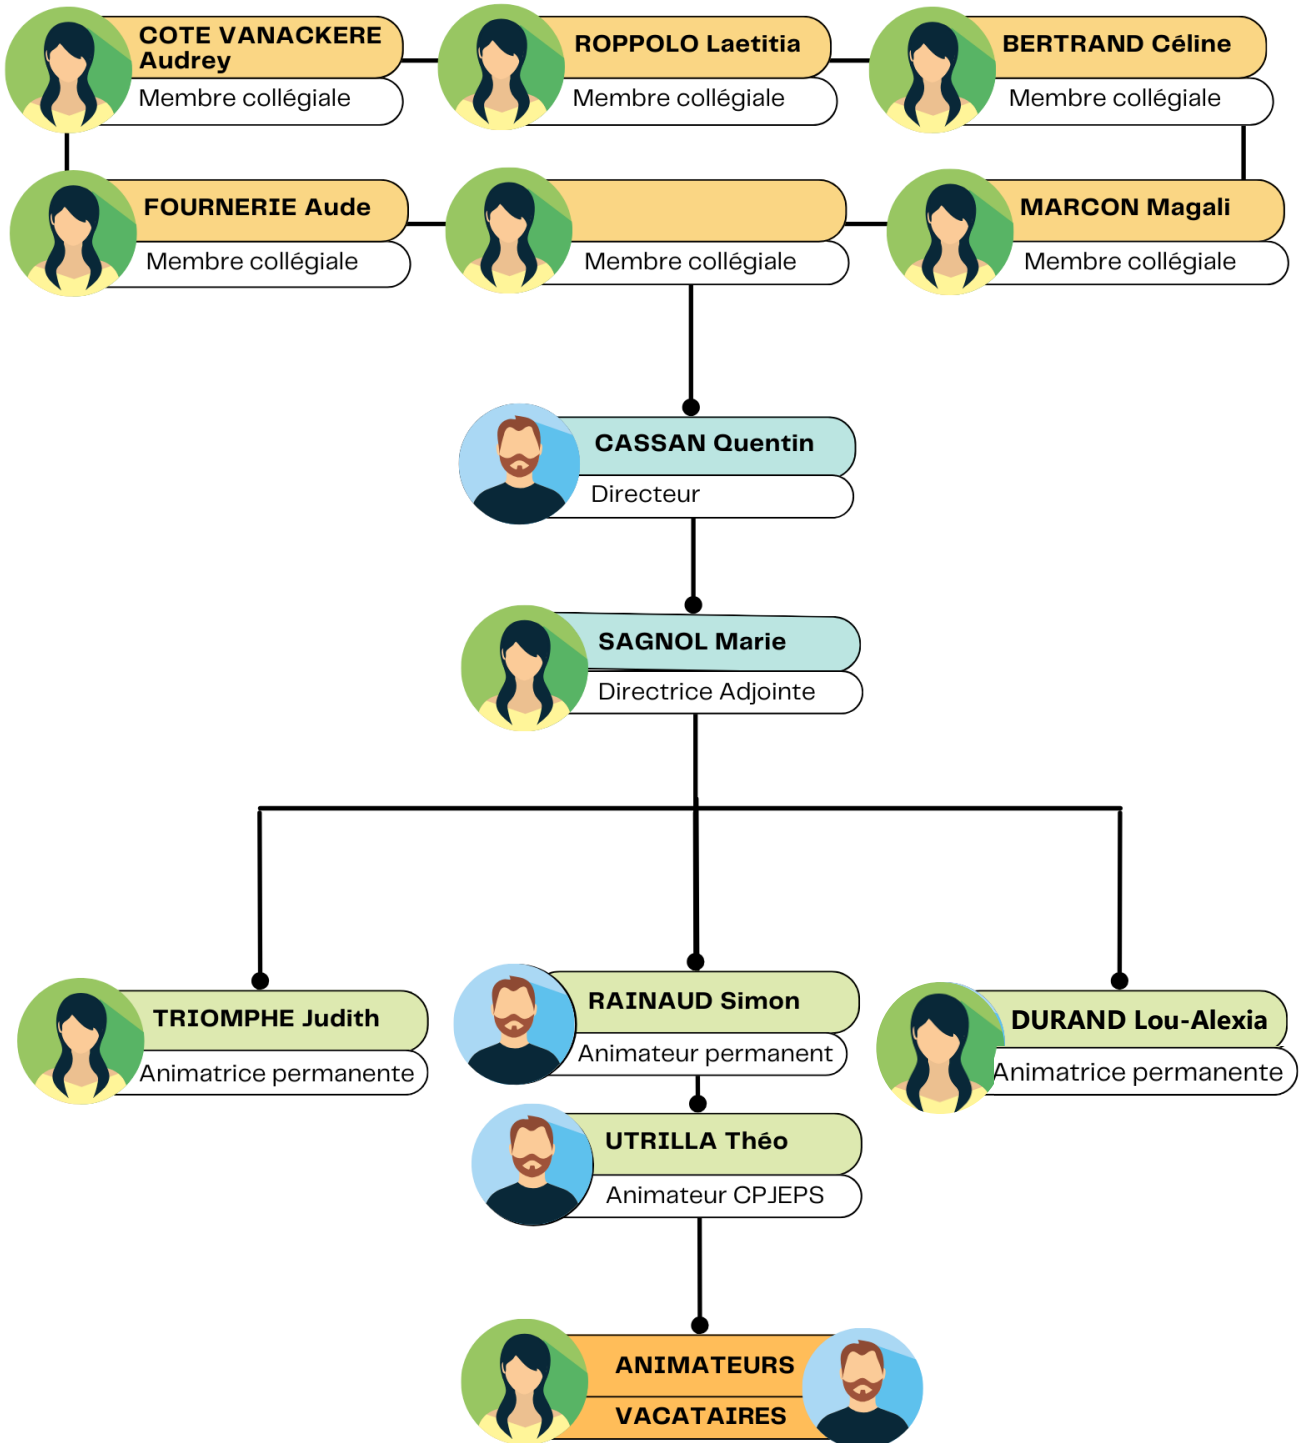 COTE VANACKERE
Audrey
Membre collégiale
ROPPOLO Laetitia
Membre collégiale
BERTRAND Céline
Membre collégiale
FOURNERIE Aude
Membre collégiale
Membre collégiale
MARCON Magali
Membre collégiale
CASSAN Quentin
Directeur
SAGNOL Marie
Directrice Adjointe
TRIOMPHE Judith
Animatrice permanente
RAINAUD Simon
Animateur permanent
DURAND Lou-Alexia
Animatrice permanente
UTRILLA Théo
Animateur CPJEPS
ANIMATEURS
VACATAIRES